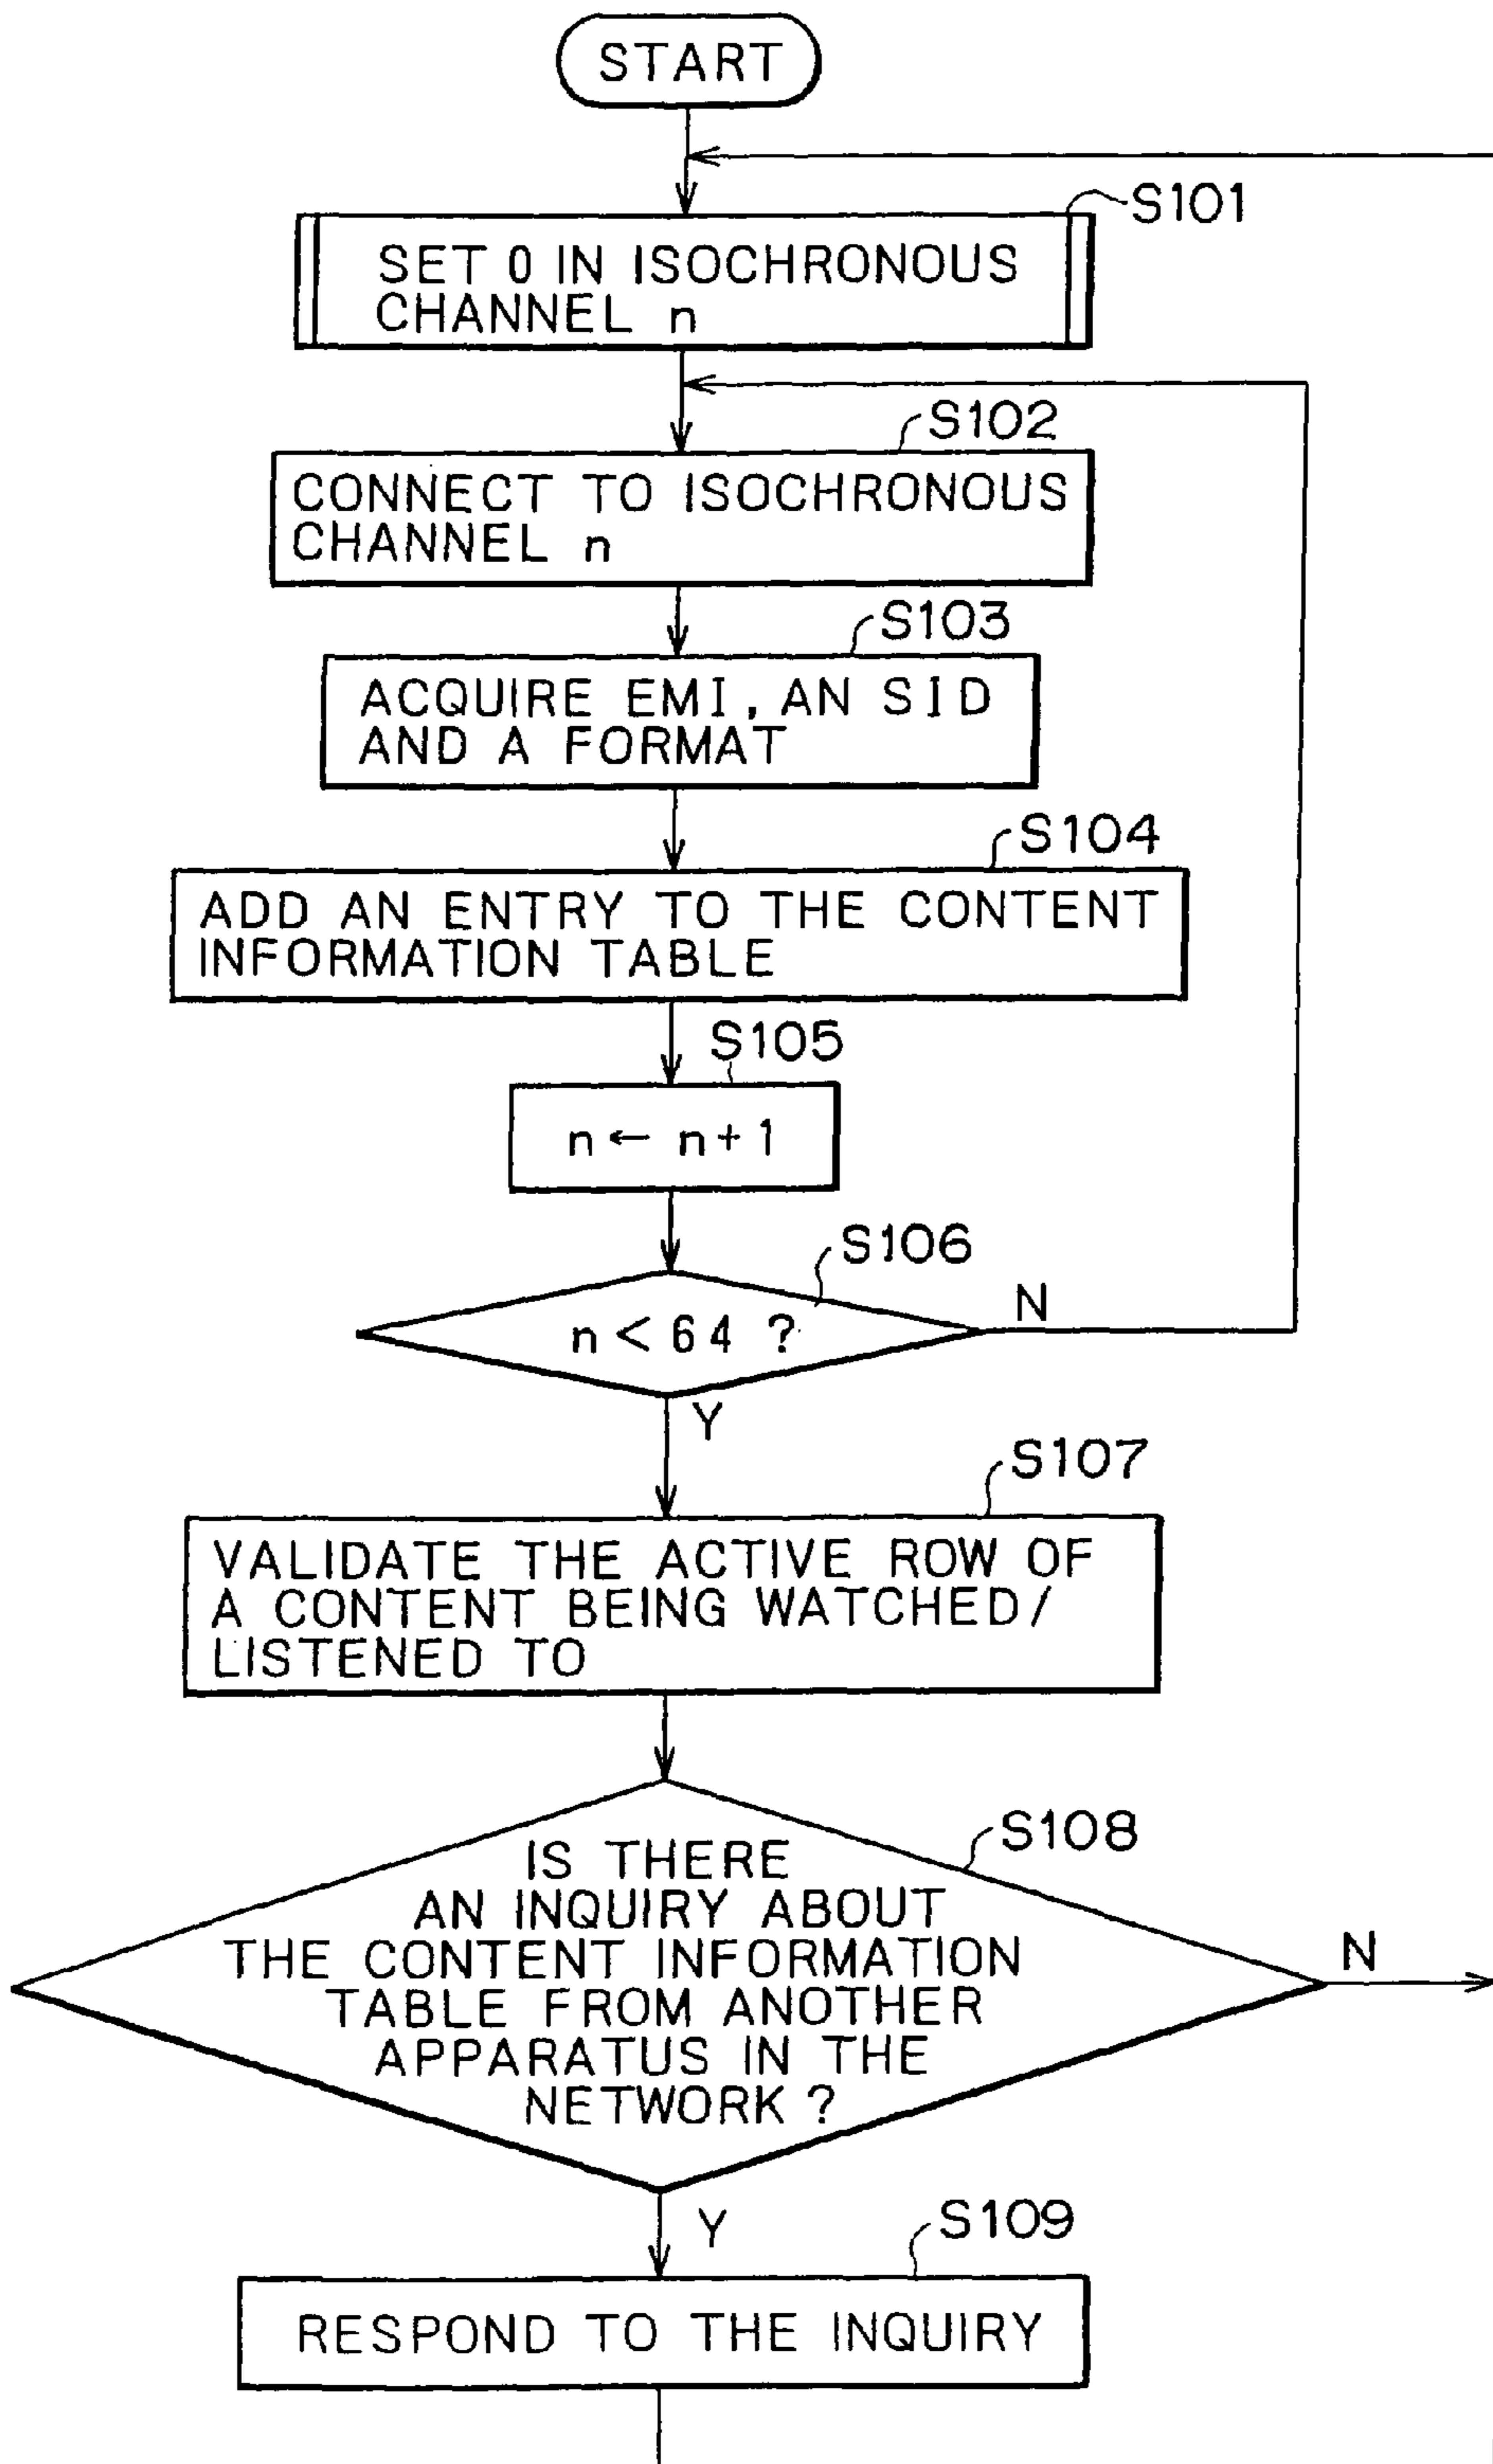 START
S101
SET 0 IN ISOCHRONOUS
CHANNEL n
S102
CONNECT TO ISOCHRONOUS
CHANNEL n
S103
ACQUIRE EMI, AN SID
AND A FORMAT
S104
ADD AN ENTRY TO THE CONTENT
INFORMATION TABLE
S105
n ← n+1
S106
n < 64 ?
N
Y
S107
VALIDATE THE ACTIVE ROW OF
A CONTENT BEING WATCHED/
LISTENED TO
S108
IS THERE
AN INQUIRY ABOUT
THE CONTENT INFORMATION
TABLE FROM ANOTHER
APPARATUS IN THE
NETWORK ?
N
Y
S109
RESPOND TO THE INQUIRY